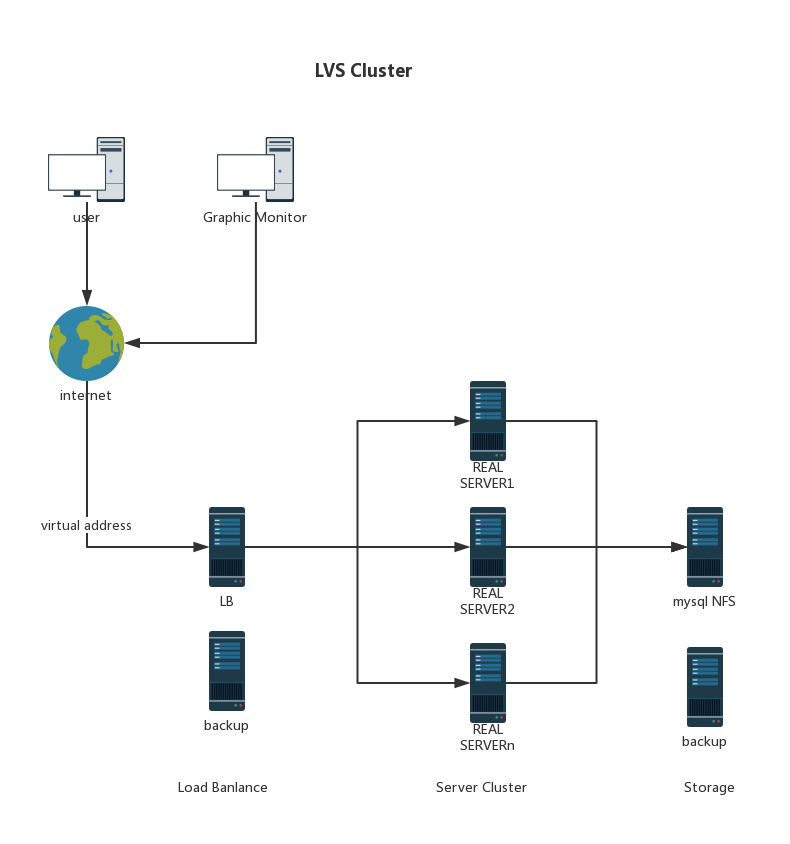 LVS Cluster
user
Graphic Monitor
internet
virtual address
REAL
SERVER1
LB
REAL
SERVER2
mysql NFS
backup
REAL
SERVERn
backup
Load Banlance
Server Cluster
Storage